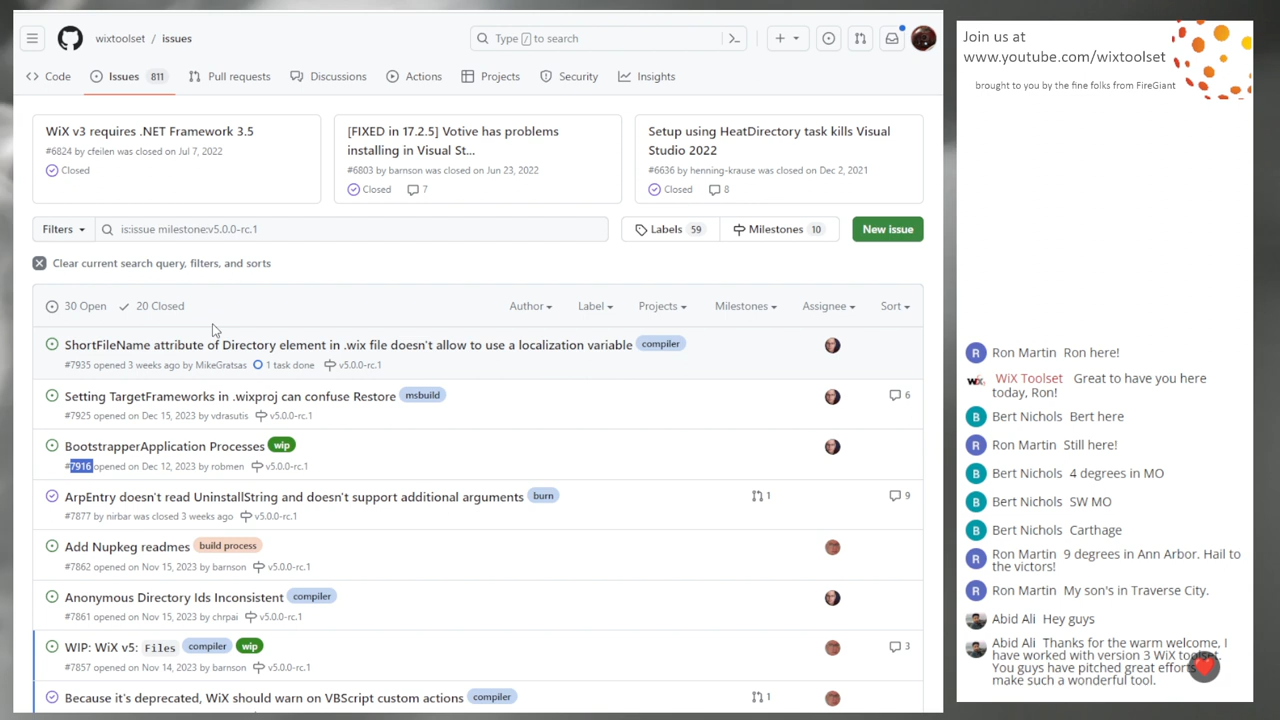 wixtoolset / issues
Type / to search
Code
Issues 811
Pull requests
Discussions
Actions
Projects
Security
Insights
WiX v3 requires .NET Framework 3.5
#6824 by cfeilen was closed on Jul 7, 2022
Closed
[FIXED in 17.2.5] Votive has problems
installing in Visual St...
#6803 by barnson was closed on Jun 23, 2022
Closed 7
Setup using HeatDirectory task kills Visual
Studio 2022
#6636 by henning-krause was closed on Dec 2, 2021
Closed 8
Filters
is:issue milestone:v5.0.0-rc.1
Labels 59
Milestones 10
New issue
Clear current search query, filters, and sorts
30 Open
20 Closed
Author
Label
Projects
Milestones
Assignee
Sort
ShortFileName attribute of Directory element in .wix file doesn't allow to use a localization variable compiler
#7935 opened 3 weeks ago by MikeGratsas 1 task done v5.0.0-rc.1
Setting TargetFrameworks in .wixproj can confuse Restore msbuild 6
#7925 opened on Dec 15, 2023 by vdrasutis v5.0.0-rc.1
BootstrapperApplication Processes wip
#7916 opened on Dec 12, 2023 by robmen v5.0.0-rc.1
ArpEntry doesn't read UninstallString and doesn't support additional arguments burn 1 9
#7877 by nirbar was closed 3 weeks ago v5.0.0-rc.1
Add Nupkeg readmes build process
#7862 opened on Nov 15, 2023 by barnson v5.0.0-rc.1
Anonymous Directory Ids Inconsistent compiler
#7861 opened on Nov 15, 2023 by chrpai v5.0.0-rc.1
WIP: WiX v5: Files compiler wip 3
#7857 opened on Nov 14, 2023 by barnson v5.0.0-rc.1
Because it's deprecated, WiX should warn on VBScript custom actions compiler 1
Join us at
www.youtube.com/wixtoolset
brought to you by the fine folks from FireGiant
R Ron Martin Ron here!
WiX WiX Toolset Great to have you here
today, Ron!
B Bert Nichols Bert here
R Ron Martin Still here!
B Bert Nichols 4 degrees in MO
B Bert Nichols SW MO
B Bert Nichols Carthage
R Ron Martin 9 degrees in Ann Arbor. Hail to
the victors!
R Ron Martin My son's in Traverse City.
Abid Ali Hey guys
Abid Ali Thanks for the warm welcome, I
have worked with version 3 WiX toolset.
You guys have pitched great efforts
make such a wonderful tool.